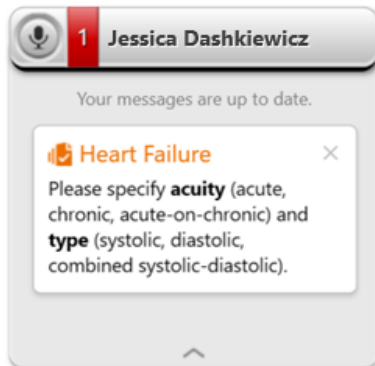 1 Jessica Dashkiewicz
Your messages are up to date.
Heart Failure
Please specify acuity (acute,
chronic, acute-on-chronic) and
type (systolic, diastolic,
combined systolic-diastolic).